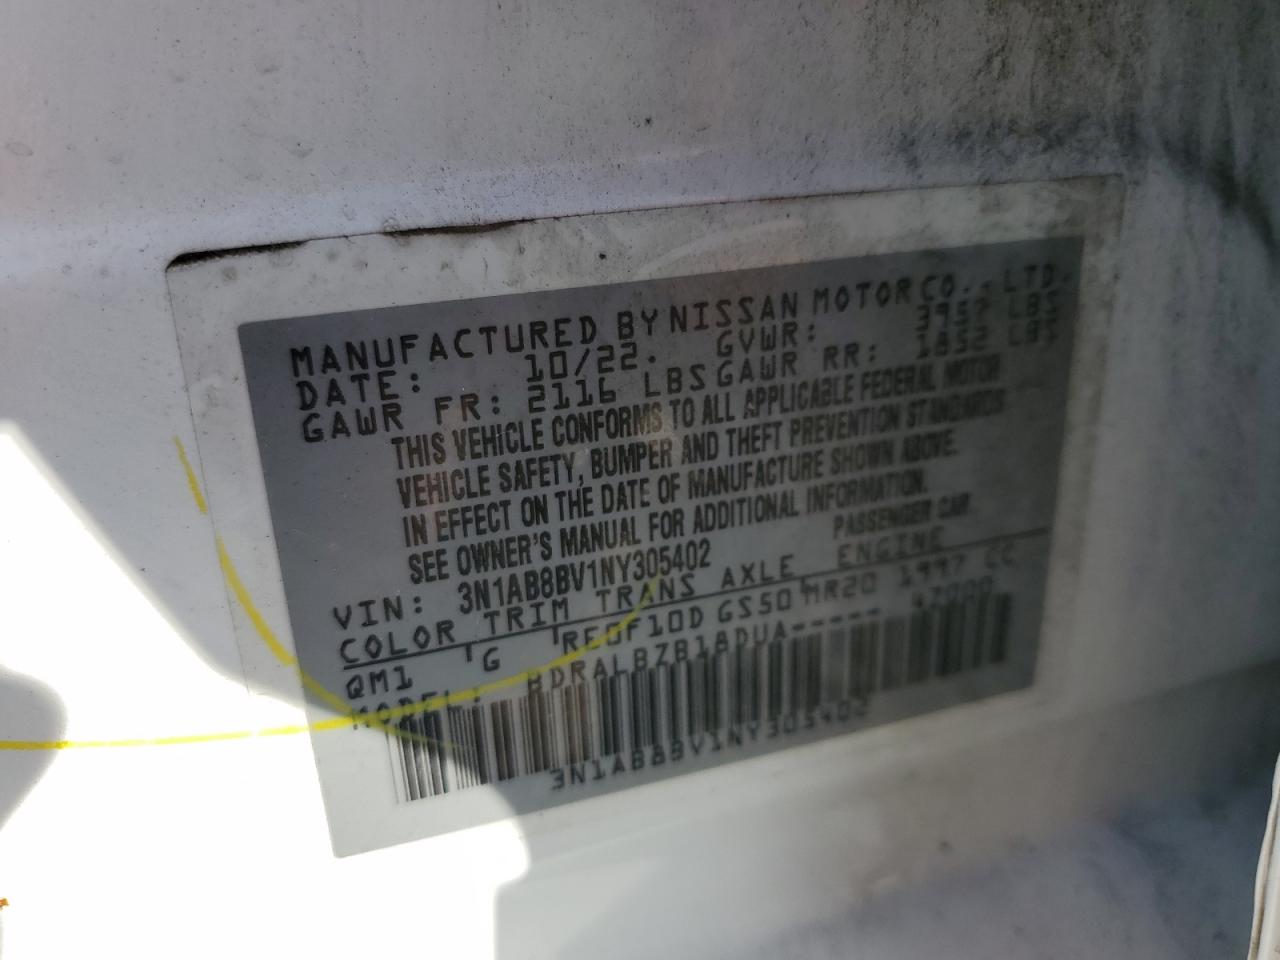 MANUFACTURED BY NISSAN MOTOR CO., LTD.
DATE: 10/22. GVWR: 3957 LBS
GAWR FR: 2116 LBS GAWR RR: 1852 LBS
THIS VEHICLE CONFORMS TO ALL APPLICABLE FEDERAL MOTOR
VEHICLE SAFETY, BUMPER AND THEFT PREVENTION STANDARDS
IN EFFECT ON THE DATE OF MANUFACTURE SHOWN ABOVE.
SEE OWNER'S MANUAL FOR ADDITIONAL INFORMATION.
VIN: 3N1AB8BV1NY305402 PASSENGER CAR.
COLOR TRIM TRANS AXLE ENGINE
QM1 G RE0F10D GS50 MR20 1997 CC
MODEL: BDRALBZB18DUA-----
3N1AB8BV1NY305402